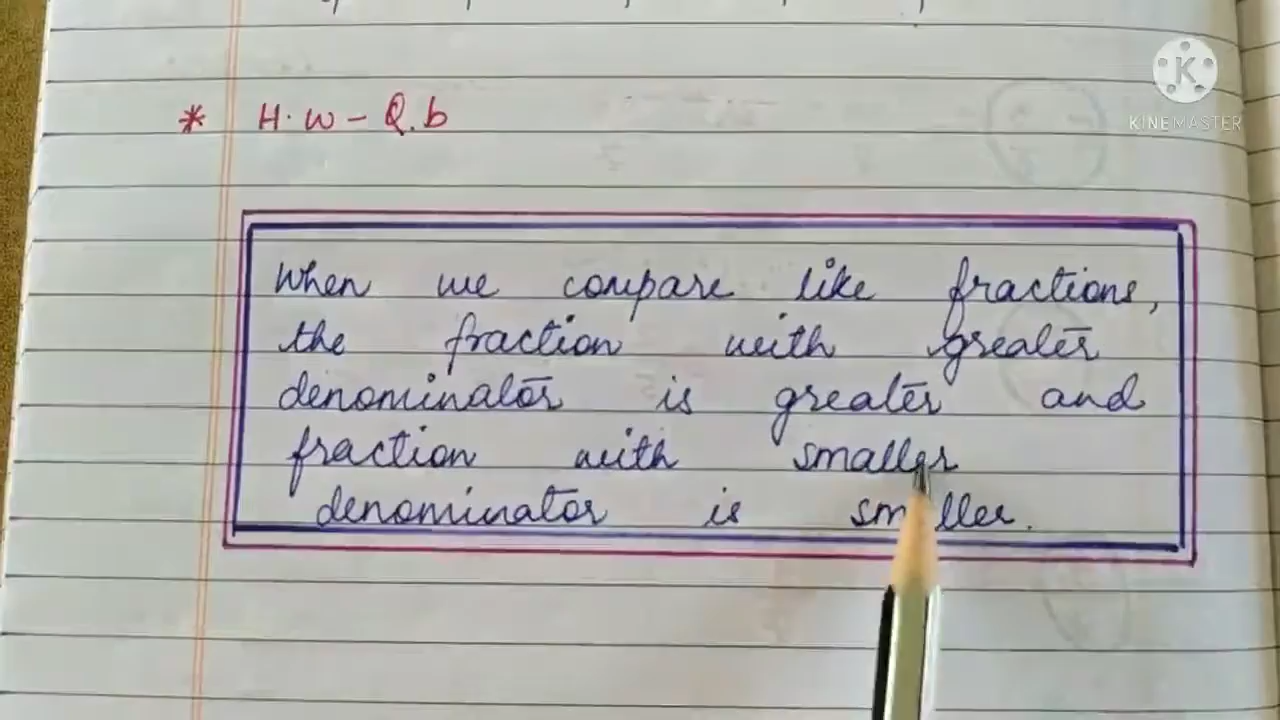 * H.W - Q.b
KINEMASTER
When we compare like fractions,
the fraction with greater
denominator is greater and
fraction with smaller
denominator is smaller.